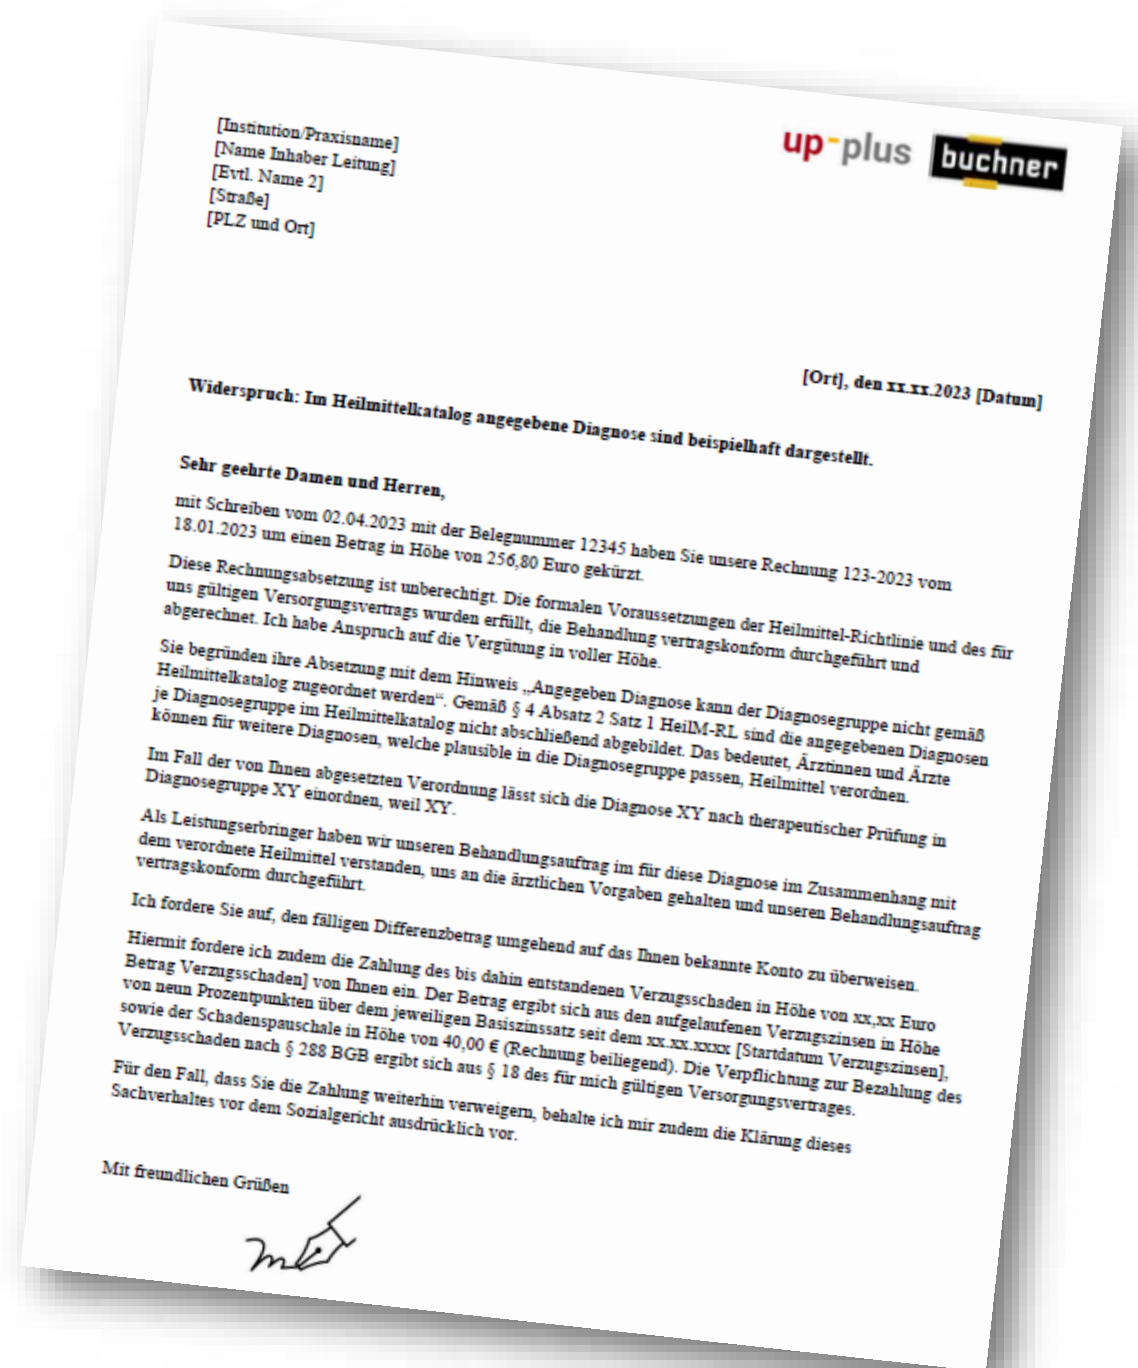 [Institution/Praxisname]
[Name Inhaber Leitung]
[Evtl. Name 2]
[Straße]
[PLZ und Ort]
up-plus buchner
[Ort], den xx.xx.2023 [Datum]
Widerspruch: Im Heilmittelkatalog angegebene Diagnose sind beispielhaft dargestellt.
Sehr geehrte Damen und Herren,
mit Schreiben vom 02.04.2023 mit der Belegnummer 12345 haben Sie unsere Rechnung 123-2023 vom
18.01.2023 um einen Betrag in Höhe von 256,80 Euro gekürzt.
Diese Rechnungsabsetzung ist unberechtigt. Die formalen Voraussetzungen der Heilmittel-Richtlinie und des für
uns gültigen Versorgungsvertrags wurden erfüllt, die Behandlung vertragskonform durchgeführt und
abgerechnet. Ich habe Anspruch auf die Vergütung in voller Höhe.
Sie begründen ihre Absetzung mit dem Hinweis „Angegeben Diagnose kann der Diagnosegruppe nicht gemäß
Heilmittelkatalog zugeordnet werden“. Gemäß § 4 Absatz 2 Satz 1 HeilM-RL sind die angegebenen Diagnosen
je Diagnosegruppe im Heilmittelkatalog nicht abschließend abgebildet. Das bedeutet, Ärztinnen und Ärzte
können für weitere Diagnosen, welche plausible in die Diagnosegruppe passen, Heilmittel verordnen.
Im Fall der von Ihnen abgesetzten Verordnung lässt sich die Diagnose XY nach therapeutischer Prüfung in
Diagnosegruppe XY einordnen, weil XY.
Als Leistungserbringer haben wir unseren Behandlungsauftrag im für diese Diagnose im Zusammenhang mit
dem verordnete Heilmittel verstanden, uns an die ärztlichen Vorgaben gehalten und unseren Behandlungsauftrag
vertragskonform durchgeführt.
Ich fordere Sie auf, den fälligen Differenzbetrag umgehend auf das Ihnen bekannte Konto zu überweisen.
Hiermit fordere ich zudem die Zahlung des bis dahin entstandenen Verzugsschaden in Höhe von xx,xx Euro
Betrag Verzugsschaden] von Ihnen ein. Der Betrag ergibt sich aus den aufgelaufenen Verzugszinsen in Höhe
von neun Prozentpunkten über dem jeweiligen Basiszinssatz seit dem xx.xx.xxxx [Startdatum Verzugszinsen],
sowie der Schadenspauschale in Höhe von 40,00 € (Rechnung beiliegend). Die Verpflichtung zur Bezahlung des
Verzugsschaden nach § 288 BGB ergibt sich aus § 18 des für mich gültigen Versorgungsvertrages.
Für den Fall, dass Sie die Zahlung weiterhin verweigern, behalte ich mir zudem die Klärung dieses
Sachverhaltes vor dem Sozialgericht ausdrücklich vor.
Mit freundlichen Grüßen